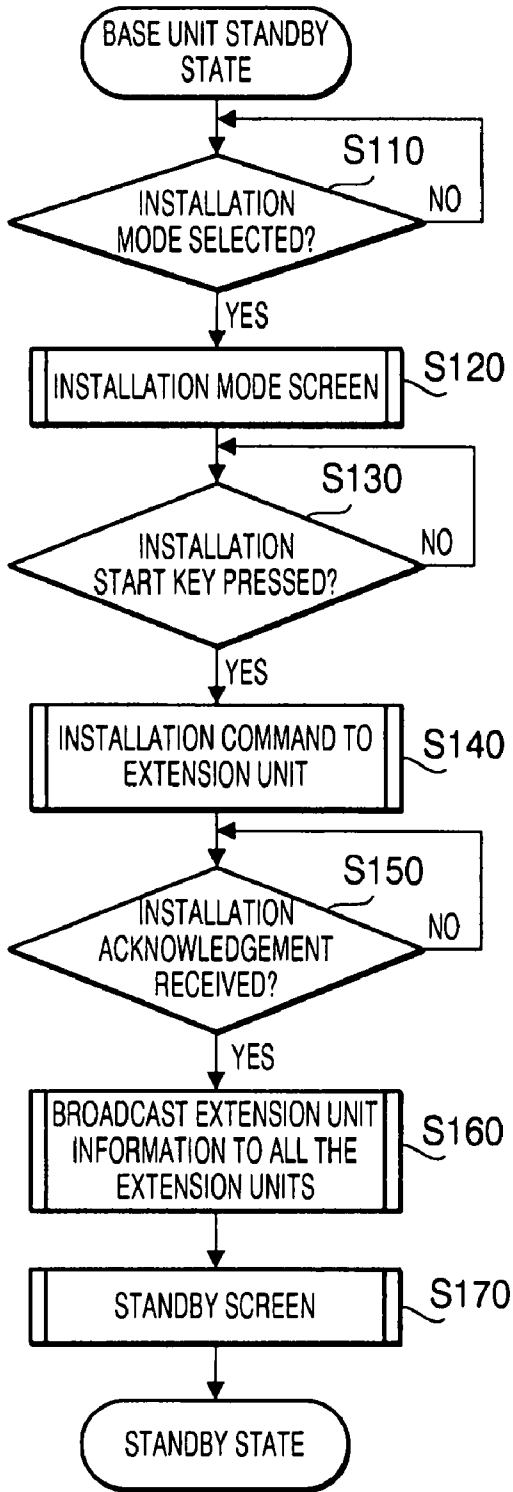 BASE UNIT STANDBY
STATE
S110
INSTALLATION
MODE SELECTED?
NO
YES
INSTALLATION MODE SCREEN
S120
S130
INSTALLATION
START KEY PRESSED?
NO
YES
INSTALLATION COMMAND TO
EXTENSION UNIT
S140
S150
INSTALLATION
ACKNOWLEDGEMENT
RECEIVED?
NO
YES
BROADCAST EXTENSION UNIT
INFORMATION TO ALL THE
EXTENSION UNITS
S160
STANDBY SCREEN
S170
STANDBY STATE